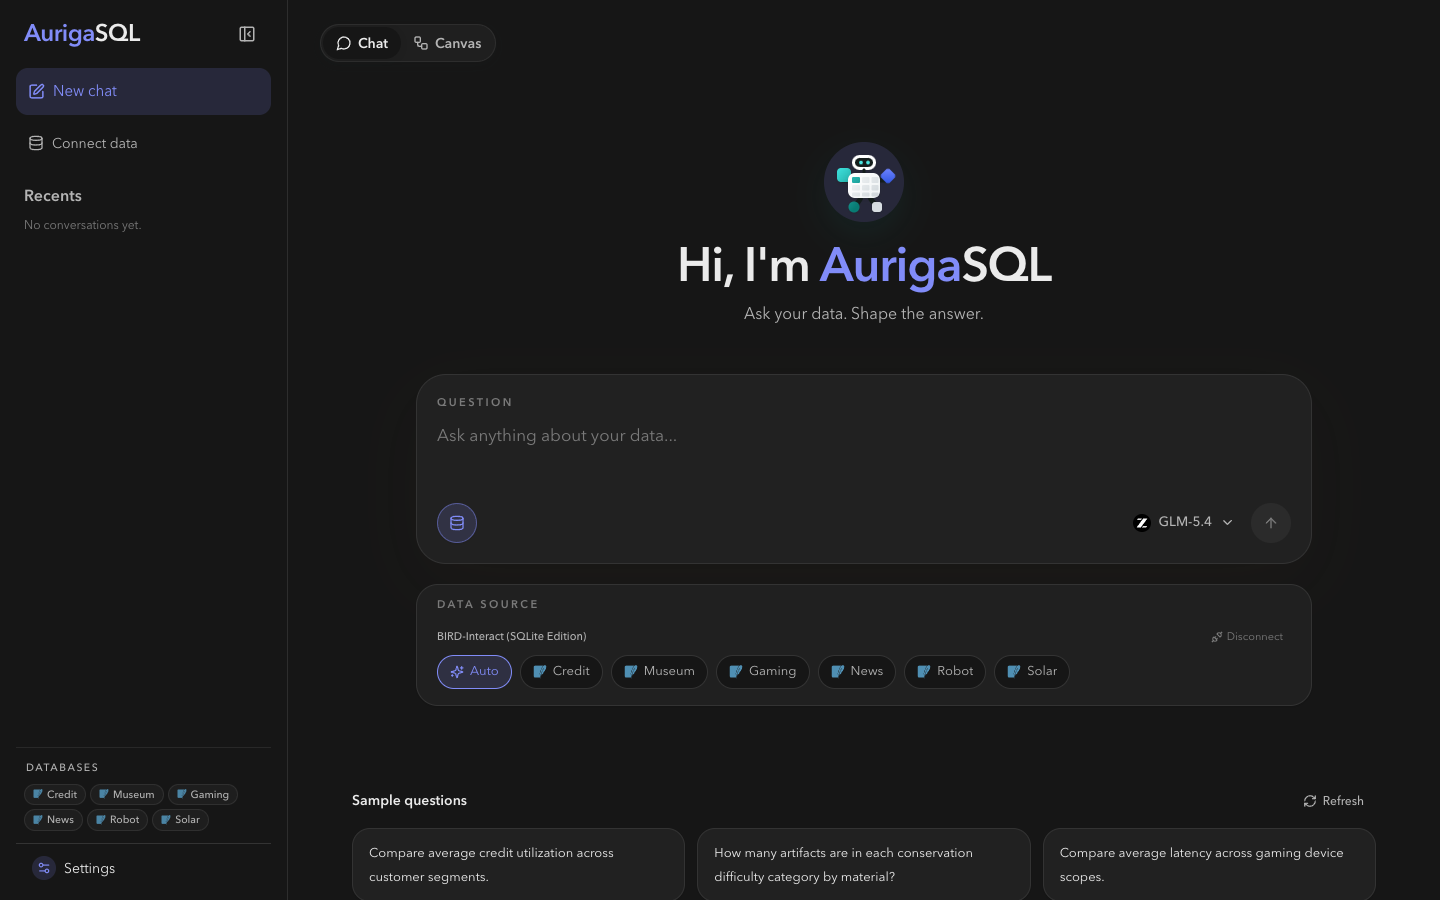 AurigaSQL
New chat
Connect data
Recents
No conversations yet.
DATABASES
Credit
Museum
Gaming
News
Robot
Solar
Settings
Chat
Canvas
Hi, I'm AurigaSQL
Ask your data. Shape the answer.
QUESTION
Ask anything about your data...
GLM-5.4
DATA SOURCE
BIRD-Interact (SQLite Edition)
Disconnect
Auto
Credit
Museum
Gaming
News
Robot
Solar
Sample questions
Refresh
Compare average credit utilization across
customer segments.
How many artifacts are in each conservation
difficulty category by material?
Compare average latency across gaming device
scopes.